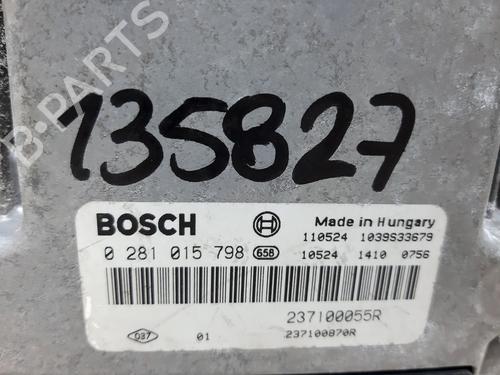 B-PARTS
135827
BOSCH
Made in Hungary
110524 1039S33679
0 281 015 798 658 10524 1410 0756
237100055R
037 01 237100870R